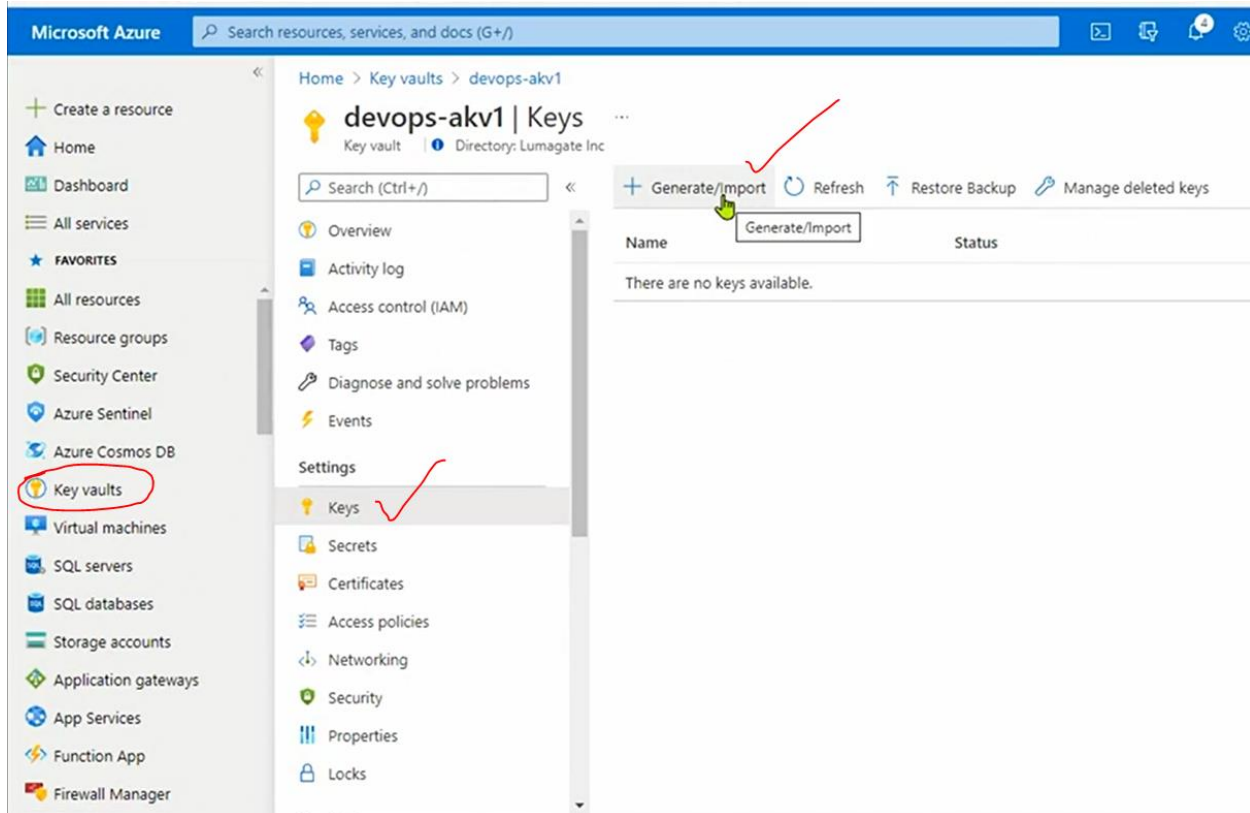 Microsoft Azure
Search resources, services, and docs (G+/)
4
Create a resource
Home
Dashboard
All services
FAVORITES
All resources
Resource groups
Security Center
Azure Sentinel
Azure Cosmos DB
Key vaults
Virtual machines
SQL servers
SQL databases
Storage accounts
Application gateways
App Services
Function App
Firewall Manager
Home > Key vaults > devops-akv1
devops-akv1 | Keys ...
Key vault Directory: Lumagate Inc
Search (Ctrl+/)
Overview
Activity log
Access control (IAM)
Tags
Diagnose and solve problems
Events
Settings
Keys
Secrets
Certificates
Access policies
Networking
Security
Properties
Locks
Generate/Import Refresh Restore Backup Manage deleted keys
Generate/Import
Name Status
There are no keys available.